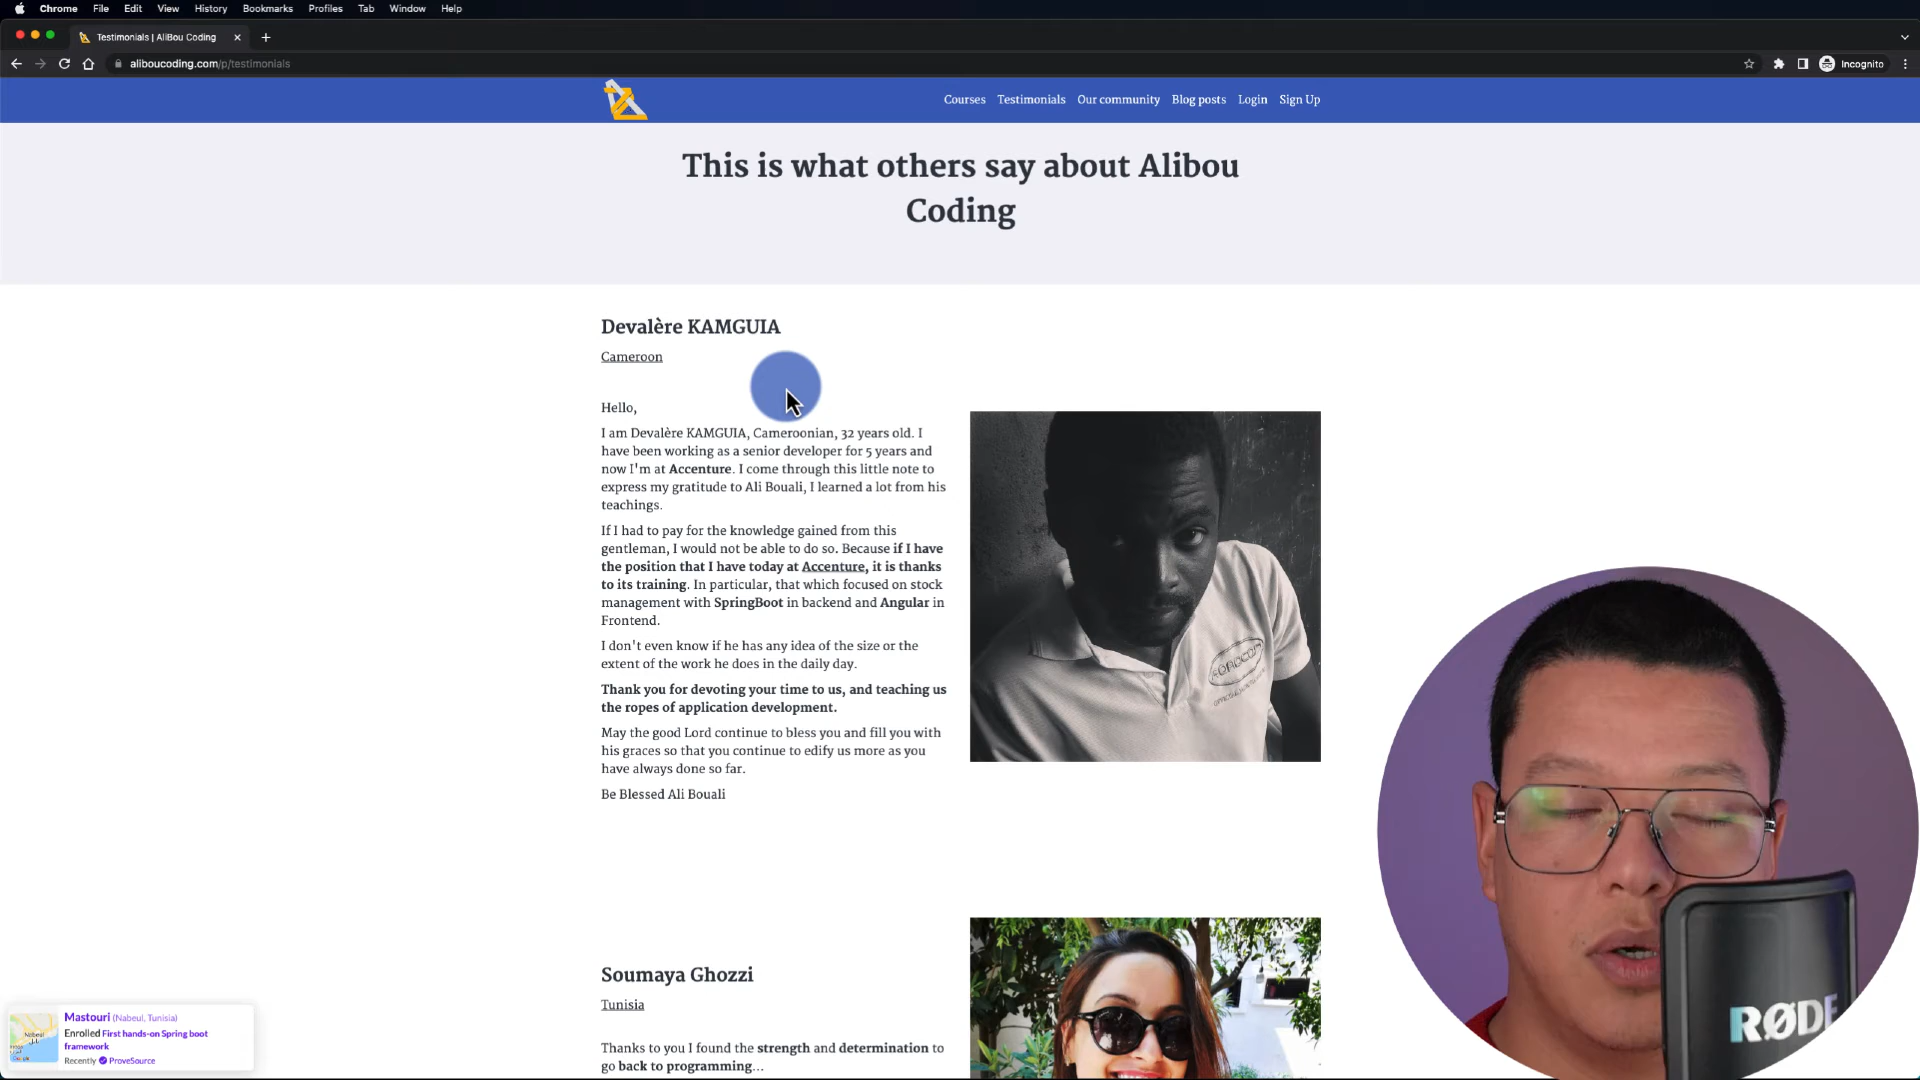 Chrome File Edit View History Bookmarks Profiles Tab Window Help
Testimonials | AliBou Coding
aliboucoding.com/p/testimonials
Incognito
Courses Testimonials Our community Blog posts Login Sign Up
This is what others say about Alibou
Coding
Devalère KAMGUIA
Cameroon
Hello,
I am Devalère KAMGUIA, Cameroonian, 32 years old. I
have been working as a senior developer for 5 years and
now I'm at Accenture. I come through this little note to
express my gratitude to Ali Bouali, I learned a lot from his
teachings.
If I had to pay for the knowledge gained from this
gentleman, I would not be able to do so. Because if I have
the position that I have today at Accenture, it is thanks
to its training. In particular, that which focused on stock
management with SpringBoot in backend and Angular in
Frontend.
I don't even know if he has any idea of the size or the
extent of the work he does in the daily day.
Thank you for devoting your time to us, and teaching us
the ropes of application development.
May the good Lord continue to bless you and fill you with
his graces so that you continue to edify us more as you
have always done so far.
Be Blessed Ali Bouali
Soumaya Ghozzi
Tunisia
Thanks to you I found the strength and determination to
go back to programming...
Mastouri (Nabeul, Tunisia)
Enrolled First hands-on Spring boot
framework
Recently ProveSource
RØDE